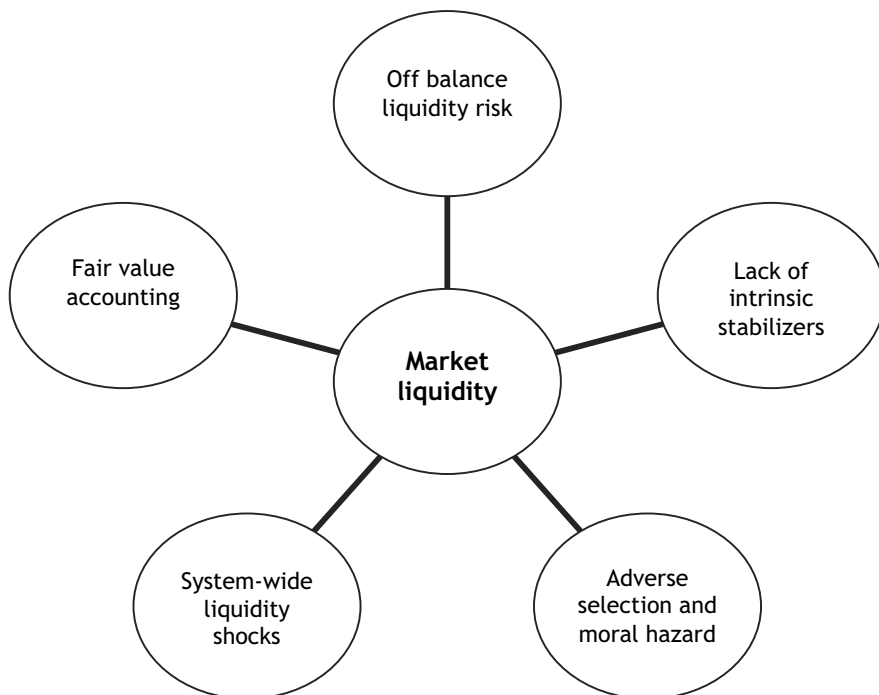 Off balance
liquidity risk
Fair value
accounting
Lack of
intrinsic
stabilizers
Market
liquidity
System-wide
liquidity
shocks
Adverse
selection and
moral hazard